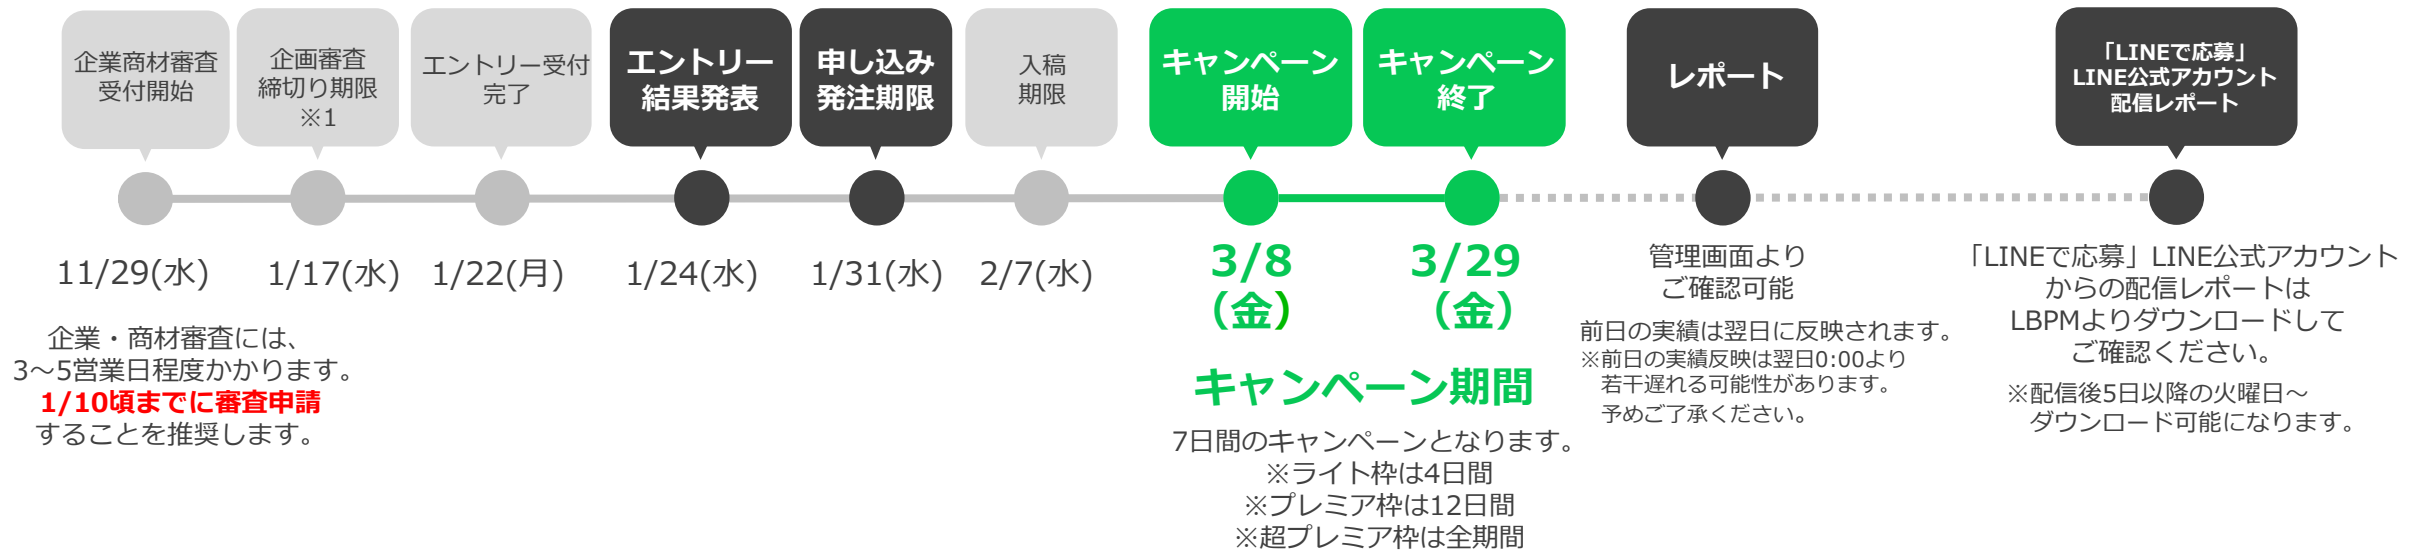 企業商材審査
受付開始
企画審査
締切り期限
※1
エントリー受付
完了
エントリー
結果発表
申し込み
発注期限
入稿
期限
キャンペーン
開始
キャンペーン
終了
レポート
「LINEで応募」
LINE公式アカウント
配信レポート
11/29(水)
1/17(水)
1/22(月)
1/24(水)
1/31(水)
2/7(水)
3/8
（金）
3/29
（金）
管理画面より
ご確認可能
「LINEで応募」LINE公式アカウント
からの配信レポートは
LBPMよりダウンロードして
ご確認ください。
※配信後5日以降の火曜日～
ダウンロード可能になります。
企業・商材審査には、
3～5営業日程度かかります。
1/10頃までに審査申請
することを推奨します。
キャンペーン期間
7日間のキャンペーンとなります。
※ライト枠は4日間
※プレミア枠は12日間
※超プレミア枠は全期間
前日の実績は翌日に反映されます。
※前日の実績反映は翌日0:00より
若干遅れる可能性があります。
予めご了承ください。